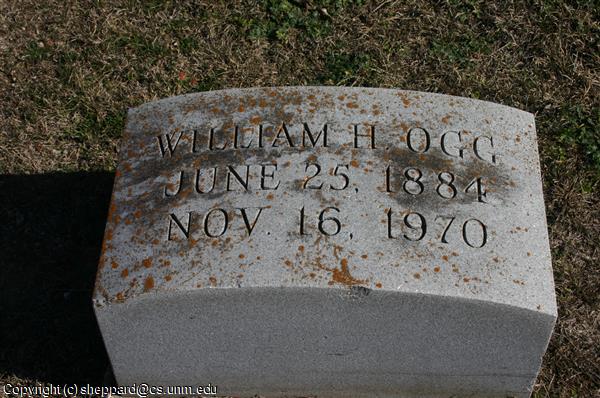 WILLIAM H. OGG
JUNE 25, 1884
NOV. 16, 1970
Copyright (c) sheppard@cs.unm.edu